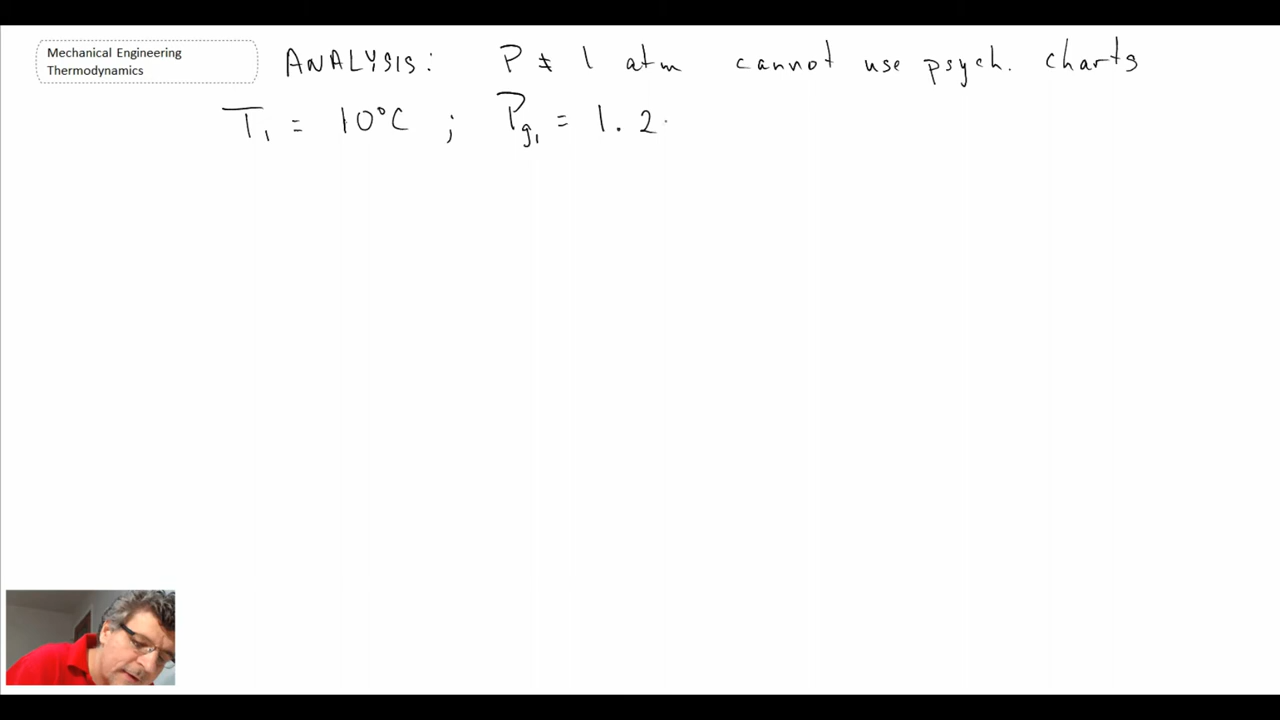 Mechanical Engineering
Thermodynamics
ANALYSIS: P ≠ 1 atm cannot use psych. charts
T₁ = 10°C ; Pg₁ = 1.2